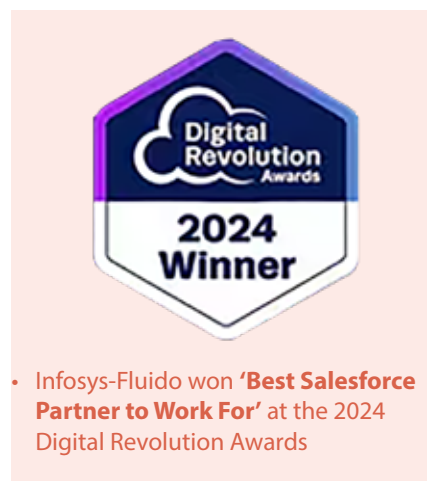 Digital
Revolution
Awards
2024
Winner
• Infosys-Fluido won ‘Best Salesforce
Partner to Work For’ at the 2024
Digital Revolution Awards